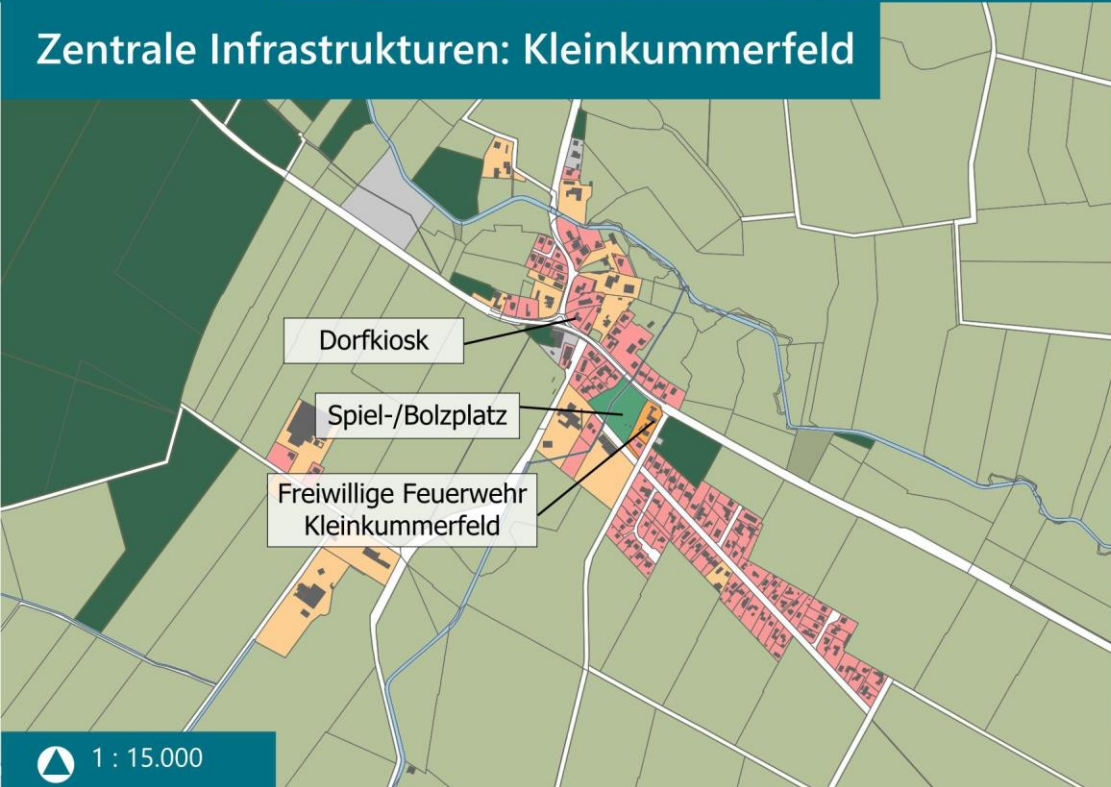 Zentrale Infrastrukturen: Kleinkummerfeld
Dorfkiosk
Spiel-/Bolzplatz
Freiwillige Feuerwehr
Kleinkummerfeld
1 : 15.000